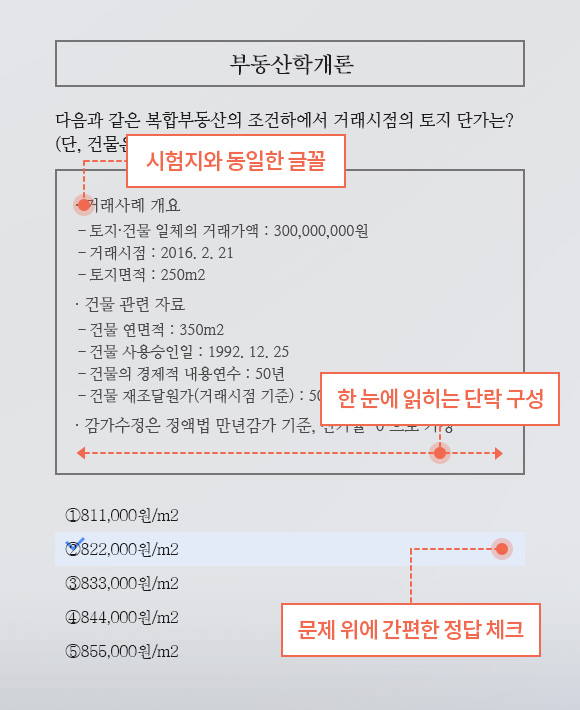 부동산학개론
다음과 같은 복합부동산의 조건하에서 거래시점의 토지 단가는?
(단, 건물은
시험지와 동일한 글꼴
· 거래사례 개요
– 토지·건물 일체의 거래가액 : 300,000,000원
– 거래시점 : 2016. 2. 21
– 토지면적 : 250m2
· 건물 관련 자료
– 건물 연면적 : 350m2
– 건물 사용승인일 : 1992. 12. 25
– 건물의 경제적 내용연수 : 50년
– 건물 재조달원가(거래시점 기준) :
한 눈에 읽히는 단락 구성
· 감가수정은 정액법 만년감가 기준,
①811,000원/m2
②822,000원/m2
③833,000원/m2
④844,000원/m2
⑤855,000원/m2
문제 위에 간편한 정답 체크